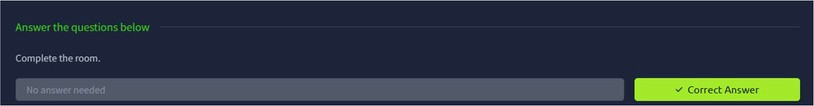 Answer the questions below
Complete the room.
No answer needed
✓ Correct Answer